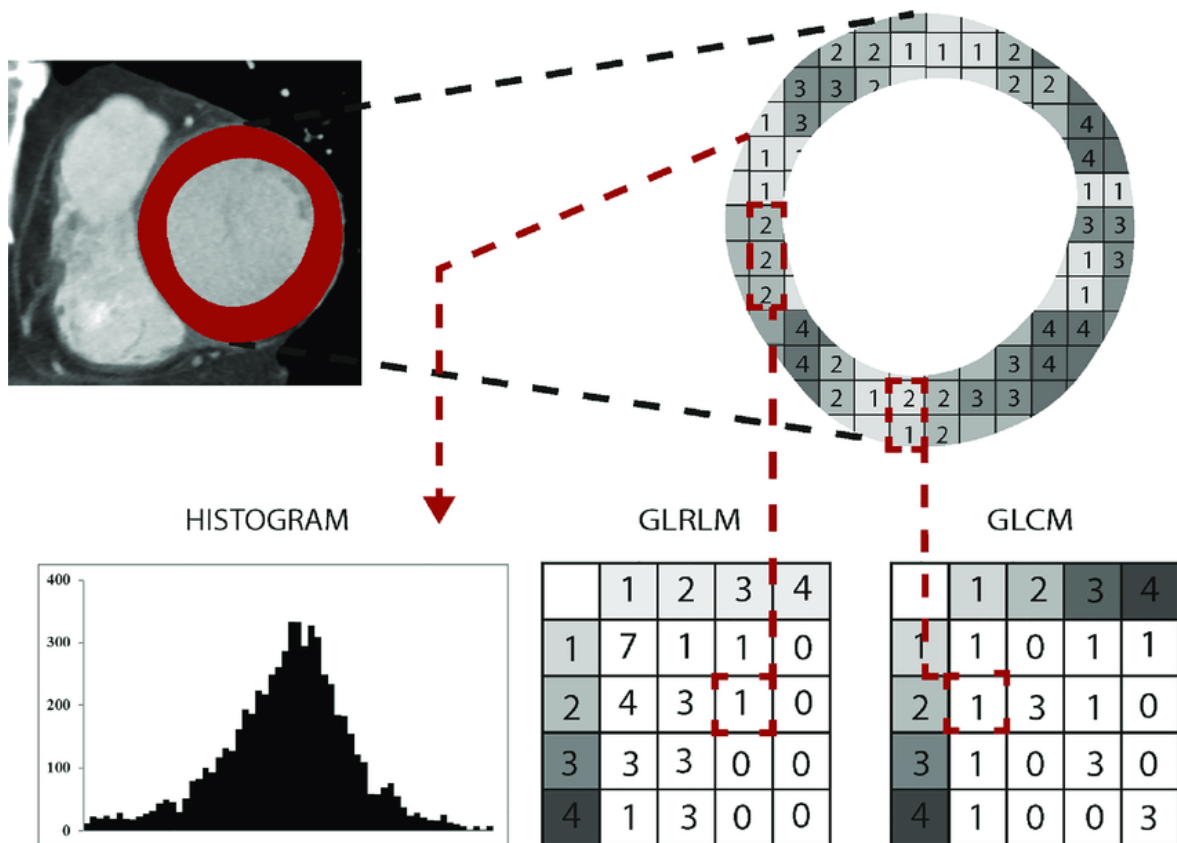 2 2 1 1 1 2
3 3 2 2 2
1 3 4
1 4
1 1 1
2 3 3
2 1 3
2 1
4 4 4
4 2 3 4
2 1 2 2 3 3
1 2
HISTOGRAM
400
300
200
100
0
GLRLM
1 2 3 4
1 7 1 1 0
2 4 3 1 0
3 3 3 0 0
4 1 3 0 0
GLCM
1 2 3 4
1 1 0 1 1
2 1 3 1 0
3 1 0 3 0
4 1 0 0 3